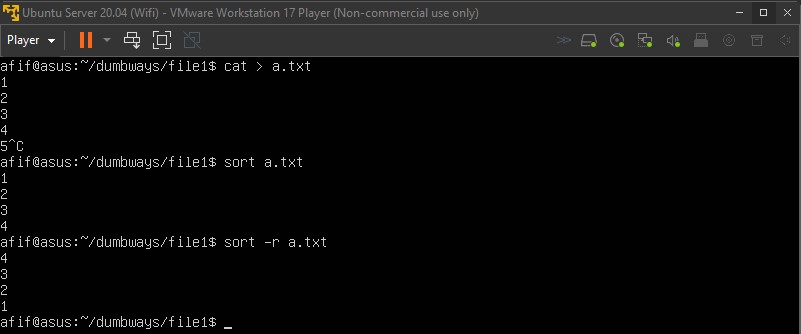 Ubuntu Server 20.04 (Wifi) - VMware Workstation 17 Player (Non-commercial use only)
Player
afif@asus:~/dumbways/file1$ cat > a.txt
1
2
3
4
5^C
afif@asus:~/dumbways/file1$ sort a.txt
1
2
3
4
afif@asus:~/dumbways/file1$ sort -r a.txt
4
3
2
1
afif@asus:~/dumbways/file1$ _